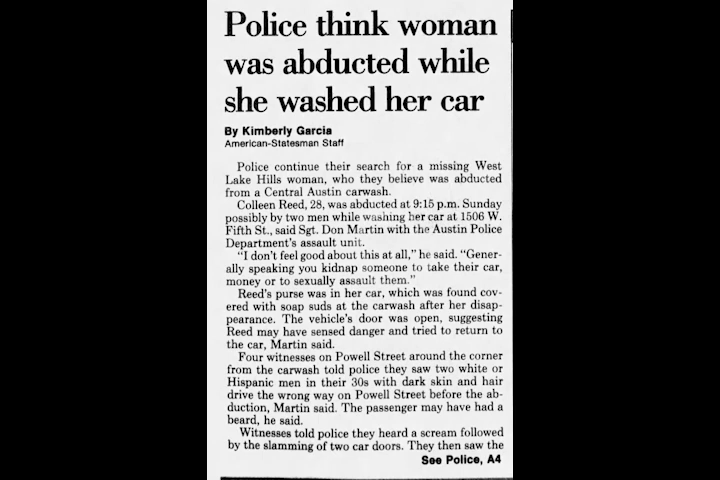 Police think woman
was abducted while
she washed her car
By Kimberly Garcia
American-Statesman Staff
Police continue their search for a missing West
Lake Hills woman, who they believe was abducted
from a Central Austin carwash.
Colleen Reed, 28, was abducted at 9:15 p.m. Sunday
possibly by two men while washing her car at 1506 W.
Fifth St., said Sgt. Don Martin with the Austin Police
Department's assault unit.
"I don't feel good about this at all," he said. "Gener-
ally speaking you kidnap someone to take their car,
money or to sexually assault them."
Reed's purse was in her car, which was found cov-
ered with soap suds at the carwash after her disap-
pearance. The vehicle's door was open, suggesting
Reed may have sensed danger and tried to return to
the car, Martin said.
Four witnesses on Powell Street around the corner
from the carwash told police they saw two white or
Hispanic men in their 30s with dark skin and hair
drive the wrong way on Powell Street before the ab-
duction, Martin said. The passenger may have had a
beard, he said.
Witnesses told police they heard a scream followed
by the slamming of two car doors. They then saw the
See Police, A4